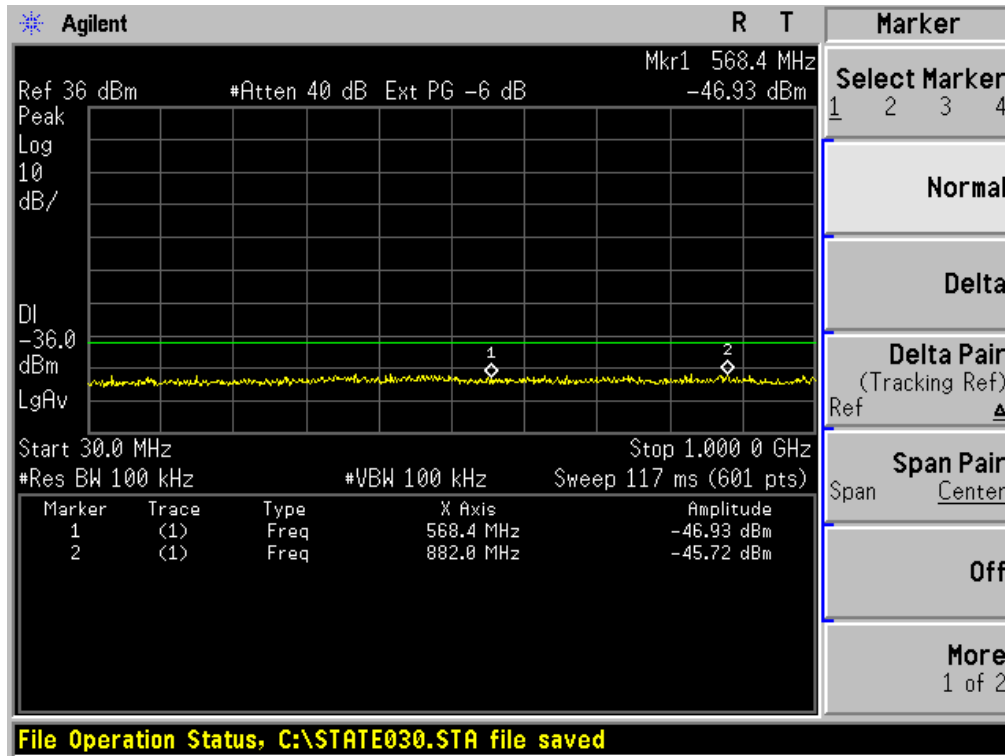 Agilent R T Marker
Mkr1 568.4 MHz
Ref 36 dBm #Atten 40 dB Ext PG -6 dB -46.93 dBm
Peak
Log
10
dB/
DI
-36.0
dBm
LgAv
1 2
Start 30.0 MHz Stop 1.000 0 GHz
#Res BW 100 kHz #VBW 100 kHz Sweep 117 ms (601 pts)
Marker Trace Type X Axis Amplitude
1 (1) Freq 568.4 MHz -46.93 dBm
2 (1) Freq 882.0 MHz -45.72 dBm
Select Marker
1 2 3 4
Normal
Delta
Delta Pair
(Tracking Ref)
Ref Δ
Span Pair
Span Center
Off
More
1 of 2
File Operation Status, C:\STATE030.STA file saved